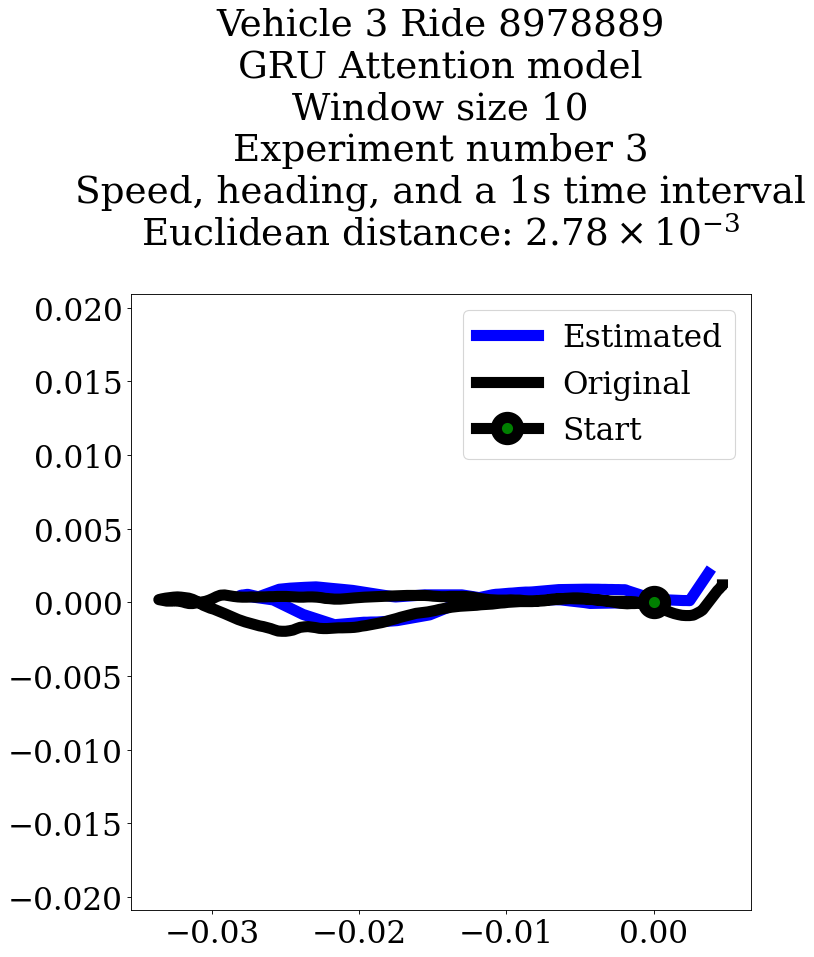 Vehicle 3 Ride 8978889
GRU Attention model
Window size 10
Experiment number 3
Speed, heading, and a 1s time interval
Euclidean distance: 2.78 × 10⁻³
Estimated
Original
Start
0.020
0.015
0.010
0.005
0.000
−0.005
−0.010
−0.015
−0.020
−0.03 −0.02 −0.01 0.00